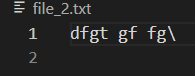 file_2.txt
1 dfgt gf fg\
2